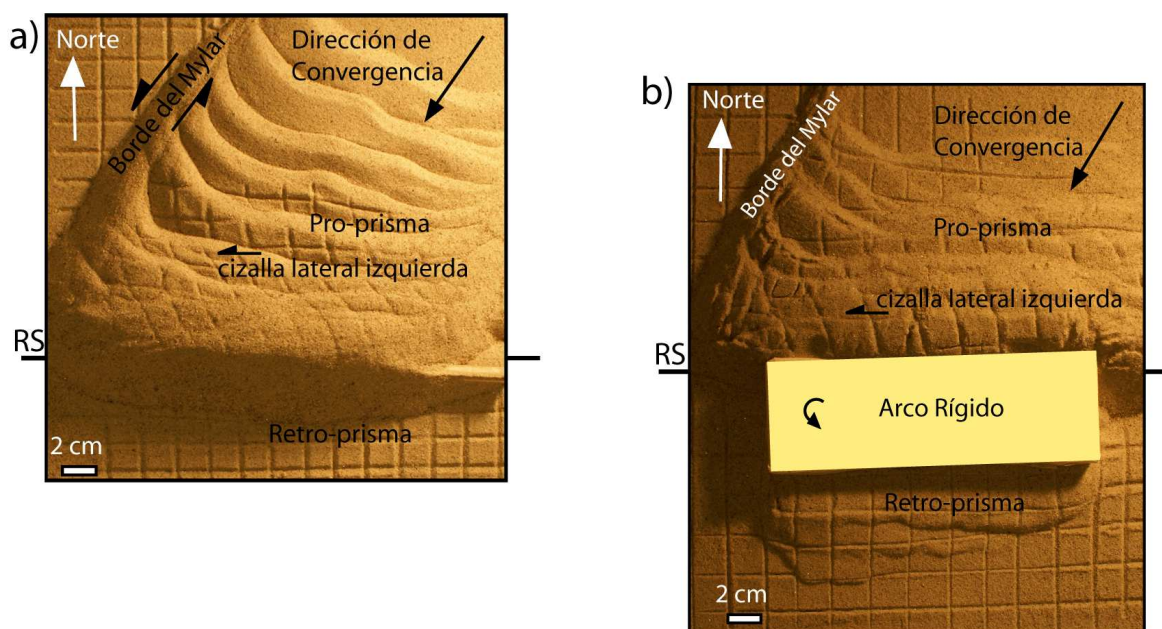 a)
Norte
Borde del Mylar
Dirección de
Convergencia
Pro-prisma
cizalla lateral izquierda
RS
Retro-prisma
2 cm
b)
Norte
Borde del Mylar
Dirección de
Convergencia
Pro-prisma
cizalla lateral izquierda
RS
Arco Rígido
Retro-prisma
2 cm